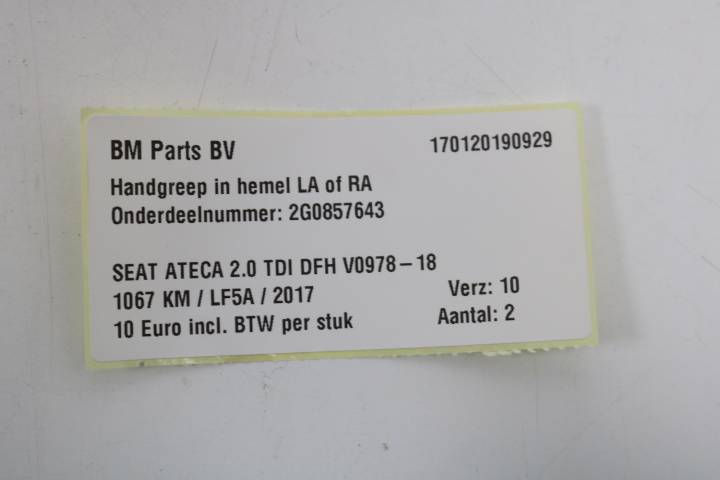 BM Parts BV 170120190929
Handgreep in hemel LA of RA
Onderdeelnummer: 2G0857643
SEAT ATECA 2.0 TDI DFH V0978-18
1067 KM / LF5A / 2017 Verz: 10
10 Euro incl. BTW per stuk Aantal: 2